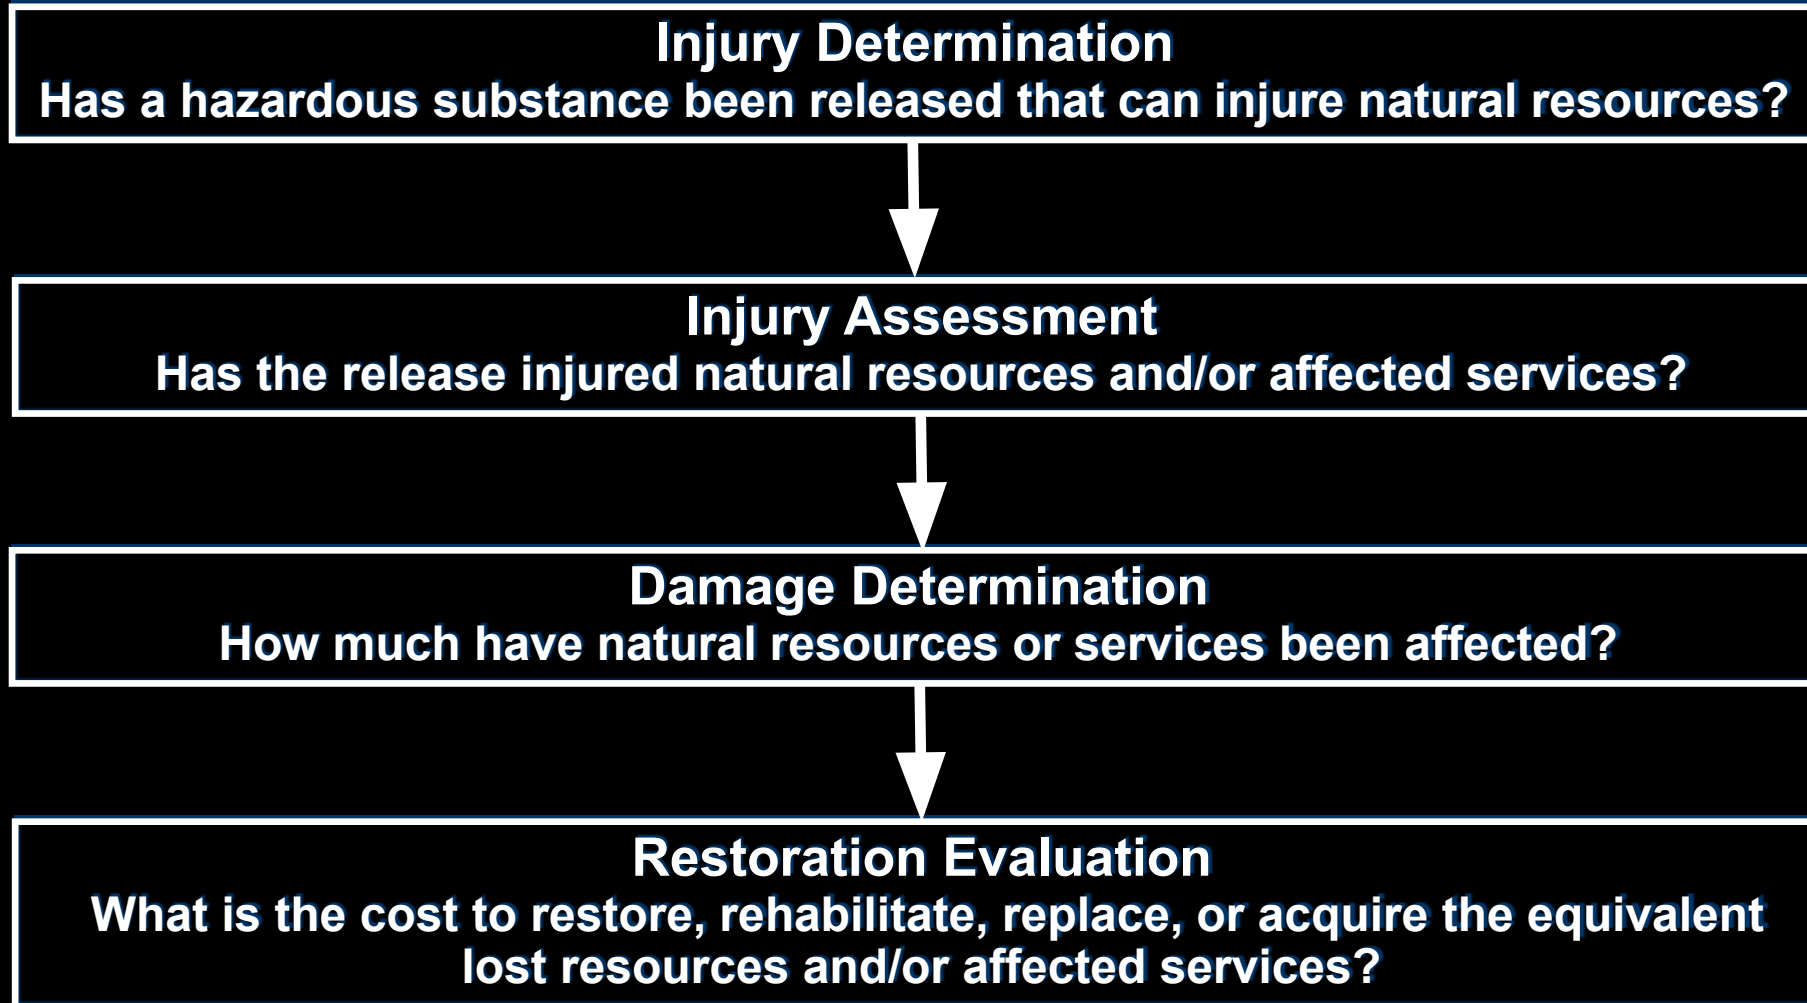 Injury Determination
Has a hazardous substance been released that can injure natural resources?
Injury Assessment
Has the release injured natural resources and/or affected services?
Damage Determination
How much have natural resources or services been affected?
Restoration Evaluation
What is the cost to restore, rehabilitate, replace, or acquire the equivalent
lost resources and/or affected services?